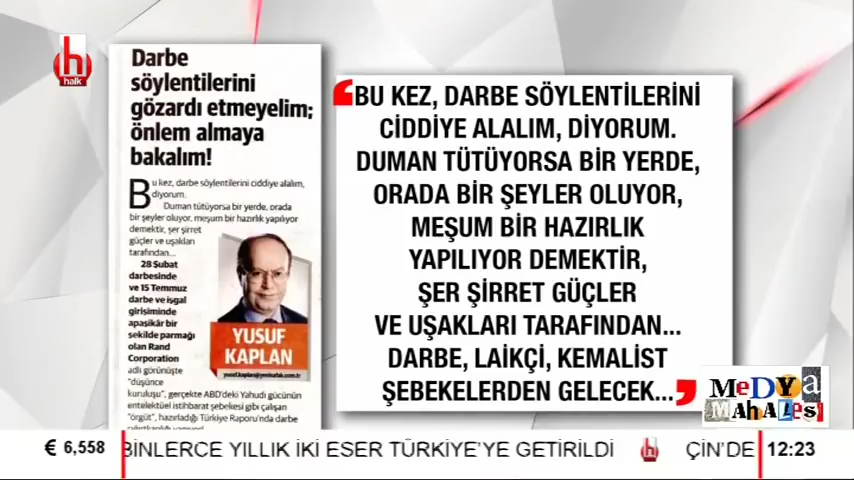 halk
Darbe
söylentilerini
gözardı etmeyelim;
önlem almaya
bakalım!
Bu kez, darbe söylentilerini ciddiye alalım,
diyorum.
Duman tütüyorsa bir yerde, orada
bir şeyler oluyor, meşum bir hazırlık yapılıyor
demektir, şer şirret
güçler ve uşakları
tarafından...
28 Şubat
darbesinde
ve 15 Temmuz
darbe ve işgal
girişiminde
apaşikâr bir
şekilde parmağı
olan Rand
Corporation
adlı görünüşte
"düşünce
kuruluşu", gerçekte ABD'deki Yahudi gücünün
entelektüel istihbarat şebekesi gibi çalışan
"örgüt", hazırladığı Türkiye Raporu'nda darbe
YUSUF
KAPLAN
yusuf.kaplan@yenisafak.com.tr
BU KEZ, DARBE SÖYLENTİLERİNİ
CİDDİYE ALALIM, DİYORUM.
DUMAN TÜTÜYORSA BİR YERDE,
ORADA BİR ŞEYLER OLUYOR,
MEŞUM BİR HAZIRLIK
YAPILIYOR DEMEKTİR,
ŞER ŞİRRET GÜÇLER
VE UŞAKLARI TARAFINDAN...
DARBE, LAİKÇİ, KEMALİST
ŞEBEKELERDEN GELECEK...
MeDYa
MaHALLesi
€ 6,558 BİNLERCE YILLIK İKİ ESER TÜRKİYE'YE GETİRİLDİ h ÇİN'DE 12:23